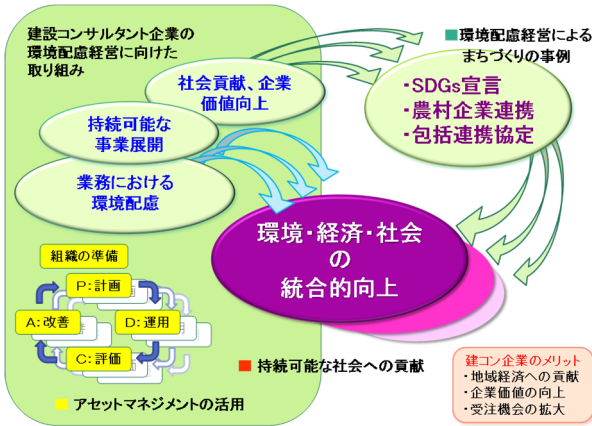 建設コンサルタント企業の
環境配慮経営に向けた
取り組み
社会貢献、企業
価値向上
持続可能な
事業展開
業務における
環境配慮
■環境配慮経営による
まちづくりの事例
・SDGs宣言
・農村企業連携
・包括連携協定
環境・経済・社会
の
統合的向上
組織の準備
P:計画
A:改善
D:運用
C:評価
■ 持続可能な社会への貢献
■ アセットマネジメントの活用
建コン企業のメリット
・地域経済への貢献
・企業価値の向上
・受注機会の拡大